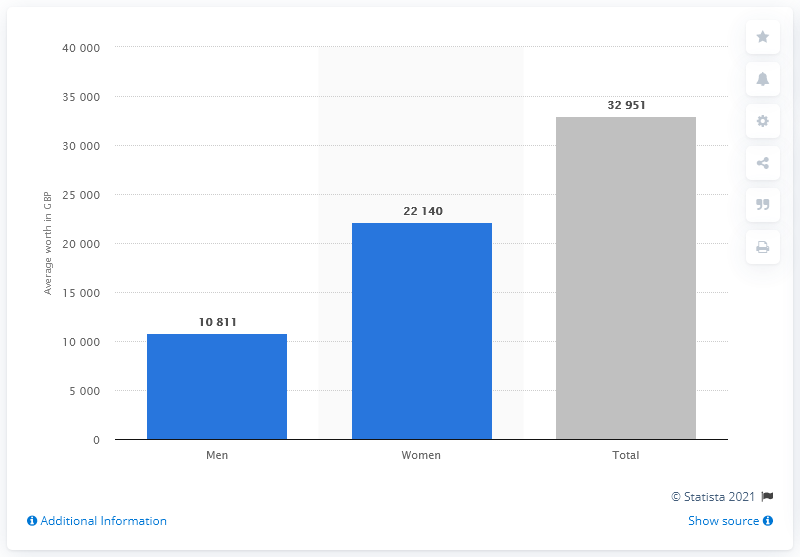 40 000
35 000
30 000
25 000
20 000
15 000
10 000
5 000
0
Average worth in GBP
10 811
22 140
32 951
Men
Women
Total
© Statista 2021
Additional Information
Show source